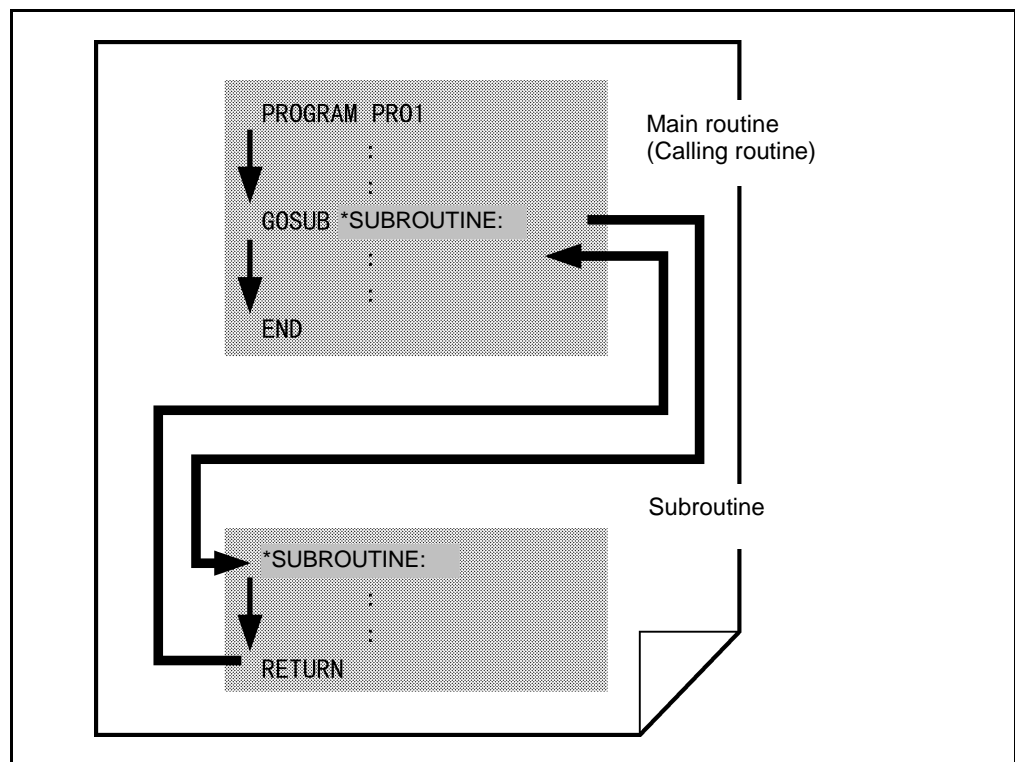 PROGRAM PRO1
:
:
Main routine
(Calling routine)
GOSUB *SUBROUTINE:
:
:
END
Subroutine
*SUBROUTINE:
:
:
RETURN